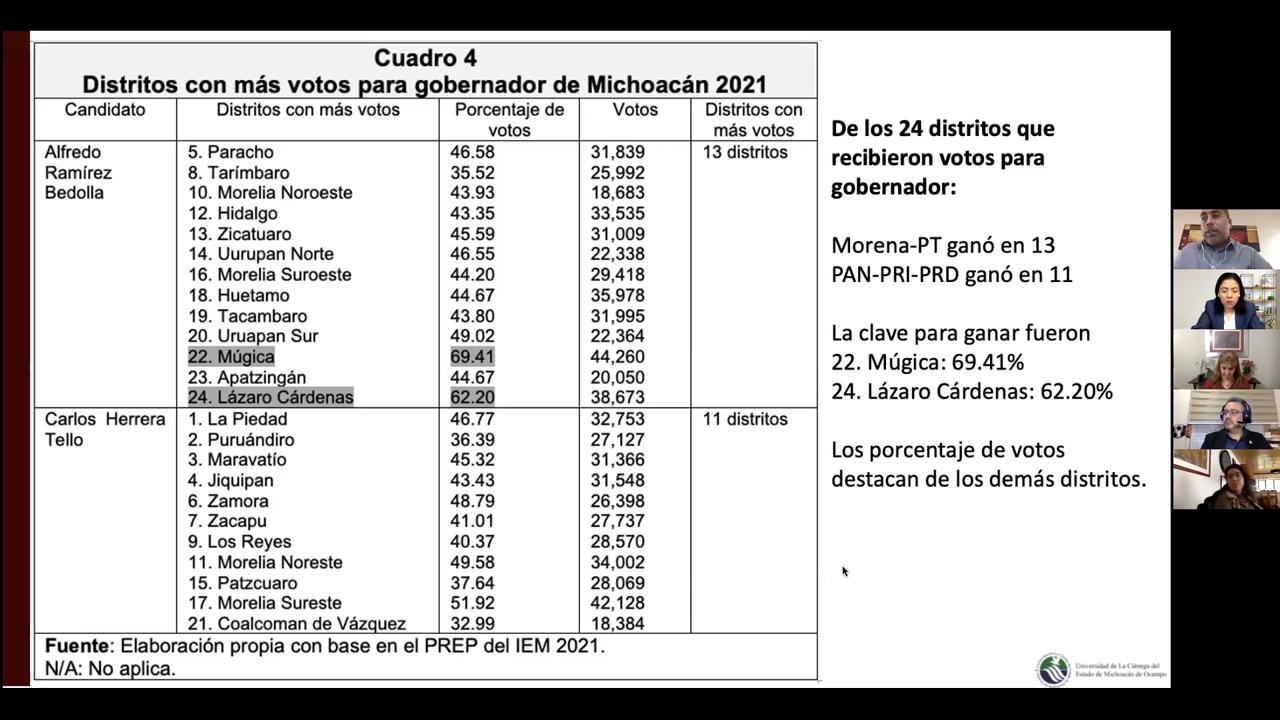 Cuadro 4
Distritos con más votos para gobernador de Michoacán 2021
Candidato Distritos con más votos Porcentaje de votos Votos Distritos con más votos
Alfredo Ramírez Bedolla 5. Paracho 46.58 31,839 13 distritos
8. Tarímbaro 35.52 25,992
10. Morelia Noroeste 43.93 18,683
12. Hidalgo 43.35 33,535
13. Zicatuaro 45.59 31,009
14. Uurupan Norte 46.55 22,338
16. Morelia Suroeste 44.20 29,418
18. Huetamo 44.67 35,978
19. Tacambaro 43.80 31,995
20. Uruapan Sur 49.02 22,364
22. Múgica 69.41 44,260
23. Apatzingán 44.67 20,050
24. Lázaro Cárdenas 62.20 38,673
Carlos Herrera Tello 1. La Piedad 46.77 32,753 11 distritos
2. Puruándiro 36.39 27,127
3. Maravatío 45.32 31,366
4. Jiquipan 43.43 31,548
6. Zamora 48.79 26,398
7. Zacapu 41.01 27,737
9. Los Reyes 40.37 28,570
11. Morelia Noreste 49.58 34,002
15. Patzcuaro 37.64 28,069
17. Morelia Sureste 51.92 42,128
21. Coalcoman de Vázquez 32.99 18,384
Fuente: Elaboración propia con base en el PREP del IEM 2021.
N/A: No aplica.
De los 24 distritos que
recibieron votos para
gobernador:
Morena-PT ganó en 13
PAN-PRI-PRD ganó en 11
La clave para ganar fueron
22. Múgica: 69.41%
24. Lázaro Cárdenas: 62.20%
Los porcentaje de votos
destacan de los demás distritos.
Universidad de La Ciénega del
Estado de Michoacán de Ocampo